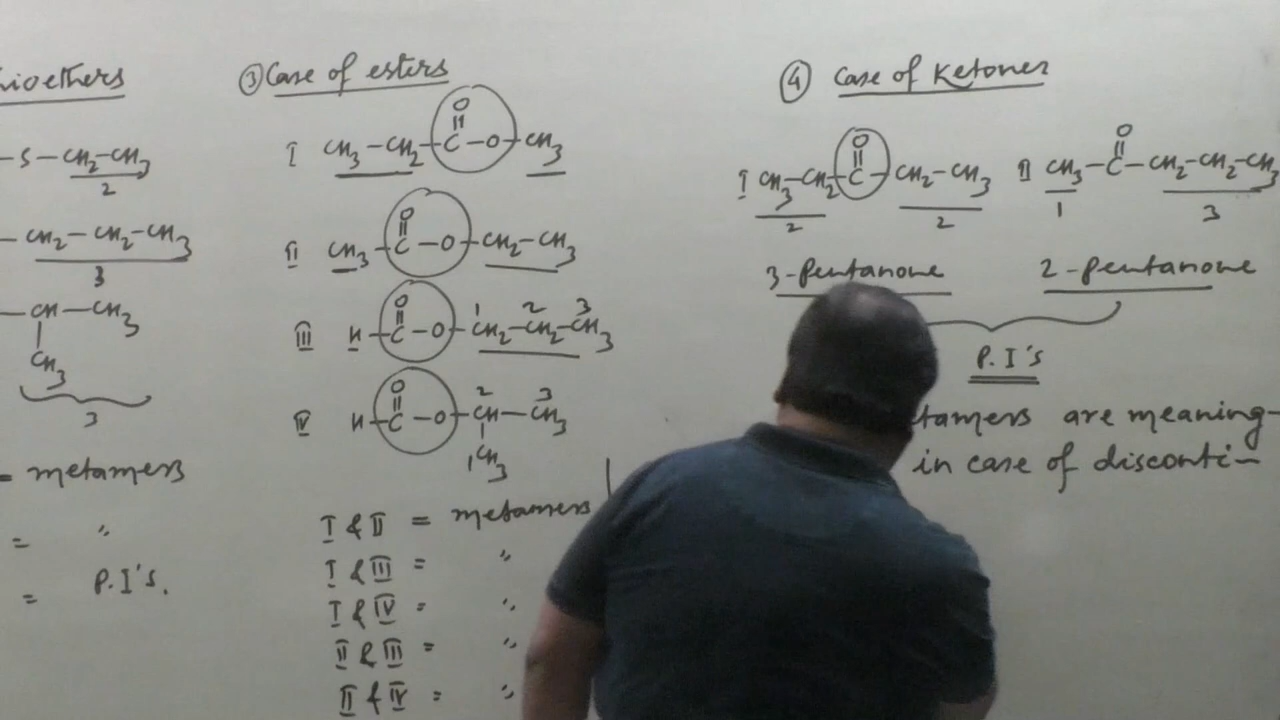 ioethers
–S–CH2–CH3
2
–CH2–CH2–CH3
3
–CH–CH3
CH3
3
= metamers
= „
= P.I's.
③ Case of esters
I CH3–CH2–C–O–CH3
O
II CH3–C–O–CH2–CH3
O
III H–C–O–CH2–CH2–CH3
O 1 2 3
IV H–C–O–CH–CH3
O 2 3
1CH3
I & II = metamers
I & III = „
I & IV = „
II & III = „
II & IV = „
④ Case of Ketones
I CH3–CH2–C–CH2–CH3
O
2 2
II CH3–C–CH2–CH2–CH3
O
1 3
3-Pentanone 2-pentanone
P.I's
tamers are meaning-
in case of disconti-